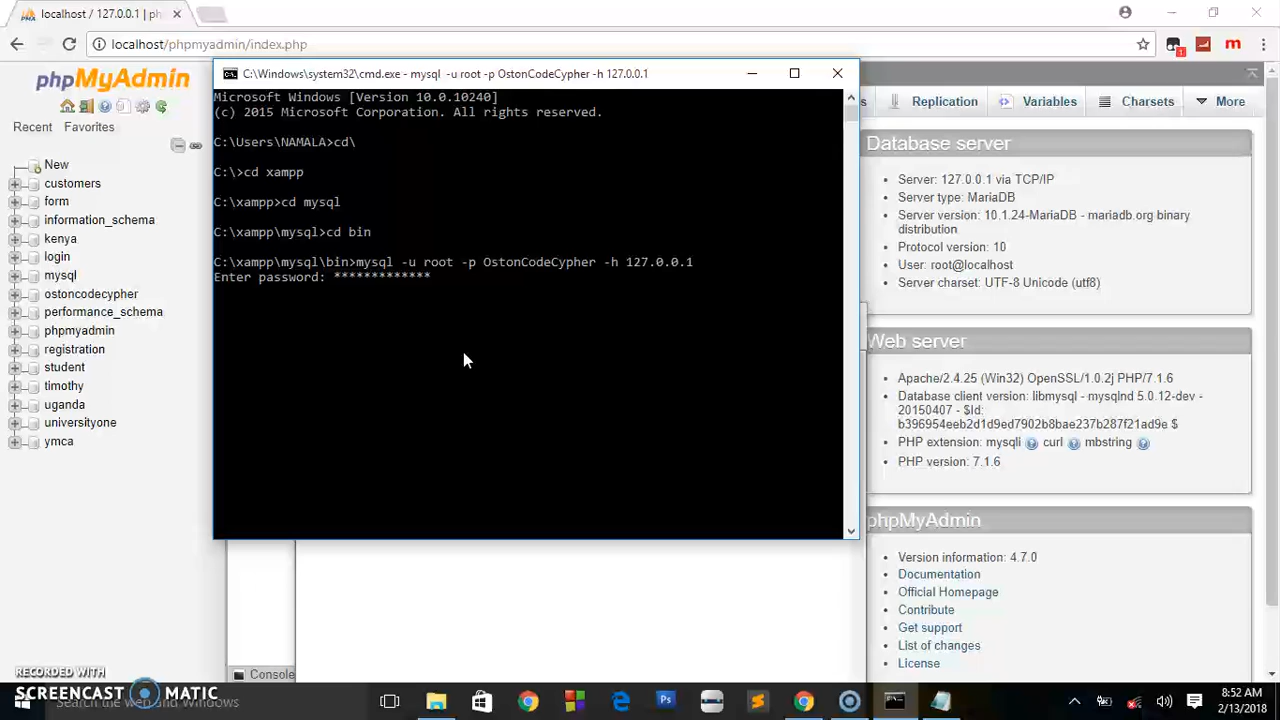 localhost / 127.0.0.1 | ph
localhost/phpmyadmin/index.php
1
phpMyAdmin
Recent Favorites
New
customers
form
information_schema
kenya
login
mysql
ostoncodecypher
performance_schema
phpmyadmin
registration
student
timothy
uganda
universityone
ymca
C:\Windows\system32\cmd.exe - mysql -u root -p OstonCodeCypher -h 127.0.0.1
Microsoft Windows [Version 10.0.10240]
(c) 2015 Microsoft Corporation. All rights reserved.
C:\Users\NAMALA>cd\
C:\>cd xampp
C:\xampp>cd mysql
C:\xampp\mysql>cd bin
C:\xampp\mysql\bin>mysql -u root -p OstonCodeCypher -h 127.0.0.1
Enter password: *************
s Replication Variables Charsets More
Database server
Server: 127.0.0.1 via TCP/IP
Server type: MariaDB
Server version: 10.1.24-MariaDB - mariadb.org binary
distribution
Protocol version: 10
User: root@localhost
Server charset: UTF-8 Unicode (utf8)
Web server
Apache/2.4.25 (Win32) OpenSSL/1.0.2j PHP/7.1.6
Database client version: libmysql - mysqlnd 5.0.12-dev -
20150407 - $Id:
b396954eeb2d1d9ed7902b8bae237b287f21ad9e $
PHP extension: mysqli curl mbstring
PHP version: 7.1.6
phpMyAdmin
Version information: 4.7.0
Documentation
Official Homepage
Contribute
Get support
List of changes
License
Console
RECORDED WITH
SCREENCAST MATIC
Search the web and Windows
Ps
8:52 AM
2/13/2018